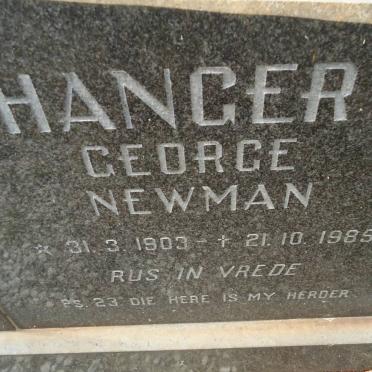 HANGER
GEORGE
NEWMAN
* 31.3.1903 - † 21.10.1985
RUS IN VREDE
PS. 23 DIE HERE IS MY HERDER